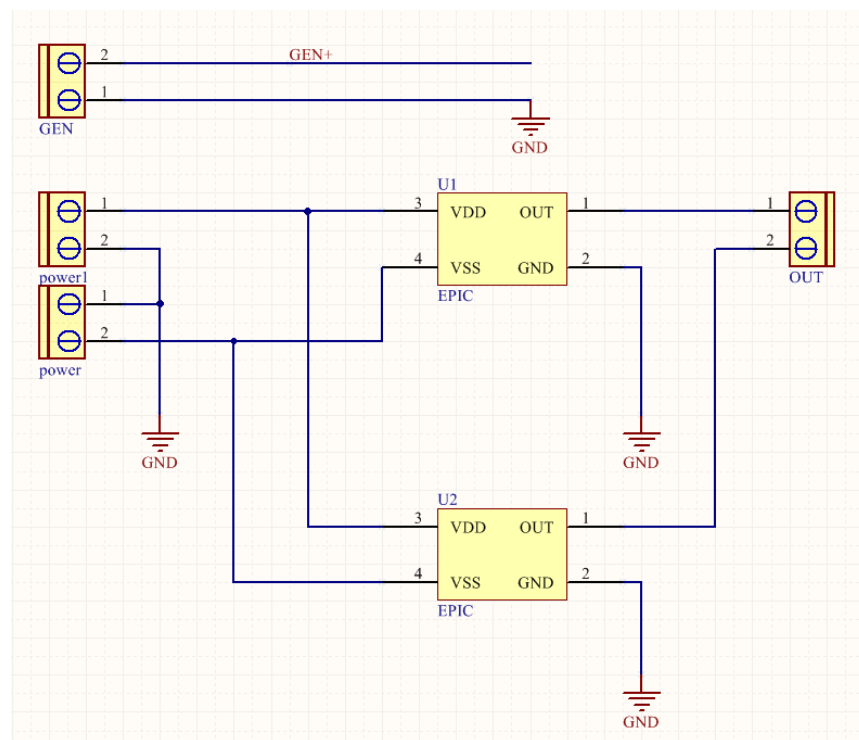 2 GEN+
1
GEN
GND
U1
1 3 VDD OUT 1 1
2 4 VSS GND 2 2
power1 EPIC OUT
1
2
power
GND GND
U2
3 VDD OUT 1
4 VSS GND 2
EPIC
GND